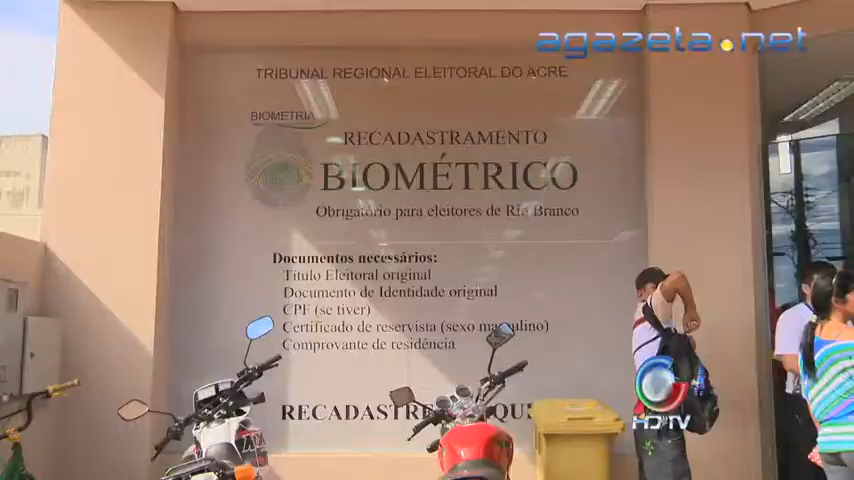 agazeta.net
TRIBUNAL REGIONAL ELEITORAL DO ACRE
BIOMETRIA
RECADASTRAMENTO
BIOMÉTRICO
Obrigatório para eleitores de Rio Branco
Documentos necessários:
Título Eleitoral original
Documento de Identidade original
CPF (se tiver)
Certificado de reservista (sexo masculino)
Comprovante de residência
HDTV